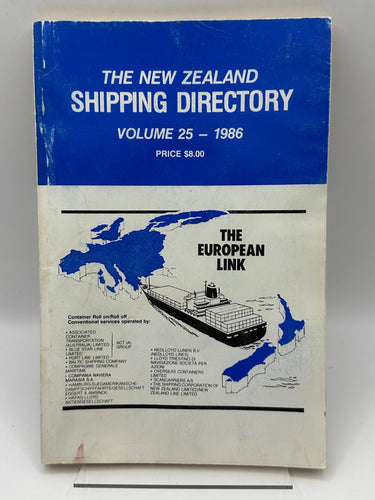 THE NEW ZEALAND
SHIPPING DIRECTORY
VOLUME 25 – 1986
PRICE $8.00
THE
EUROPEAN
LINK
Container Roll on/Roll off
Conventional services operated by:
• ASSOCIATED
CONTAINER
TRANSPORTATION
(AUSTRALIA) LIMITED
• BLUE STAR LINE
LIMITED
• PORT LINE LIMITED
ACT (A)
GROUP
• BALTIC SHIPPING COMPANY
• COMPAGNIE GENERALE
MARITIME
• COMPANIA NAVIERA
MARASIA S.A.
• HAMBURG-SUEDAMERIKANISCHE
DAMPFSCHIFFFAHRTS-GESELLSCHAFT
EGGERT & AMSINCK
• HAPAG-LLOYD
AKTIENGESELLSCHAFT
• NEDLLOYD LIJNEN B.V.
(NEDLLOYD LINES)
• LLOYD TRIESTINO DI
NAVIGAZIONE-SOCIETA PER
AZIONI
• OVERSEAS CONTAINERS
LIMITED
• SCANCARRIERS A/S
• THE SHIPPING CORPORATION OF
NEW ZEALAND LIMITED/NEW
ZEALAND LINE LIMITED